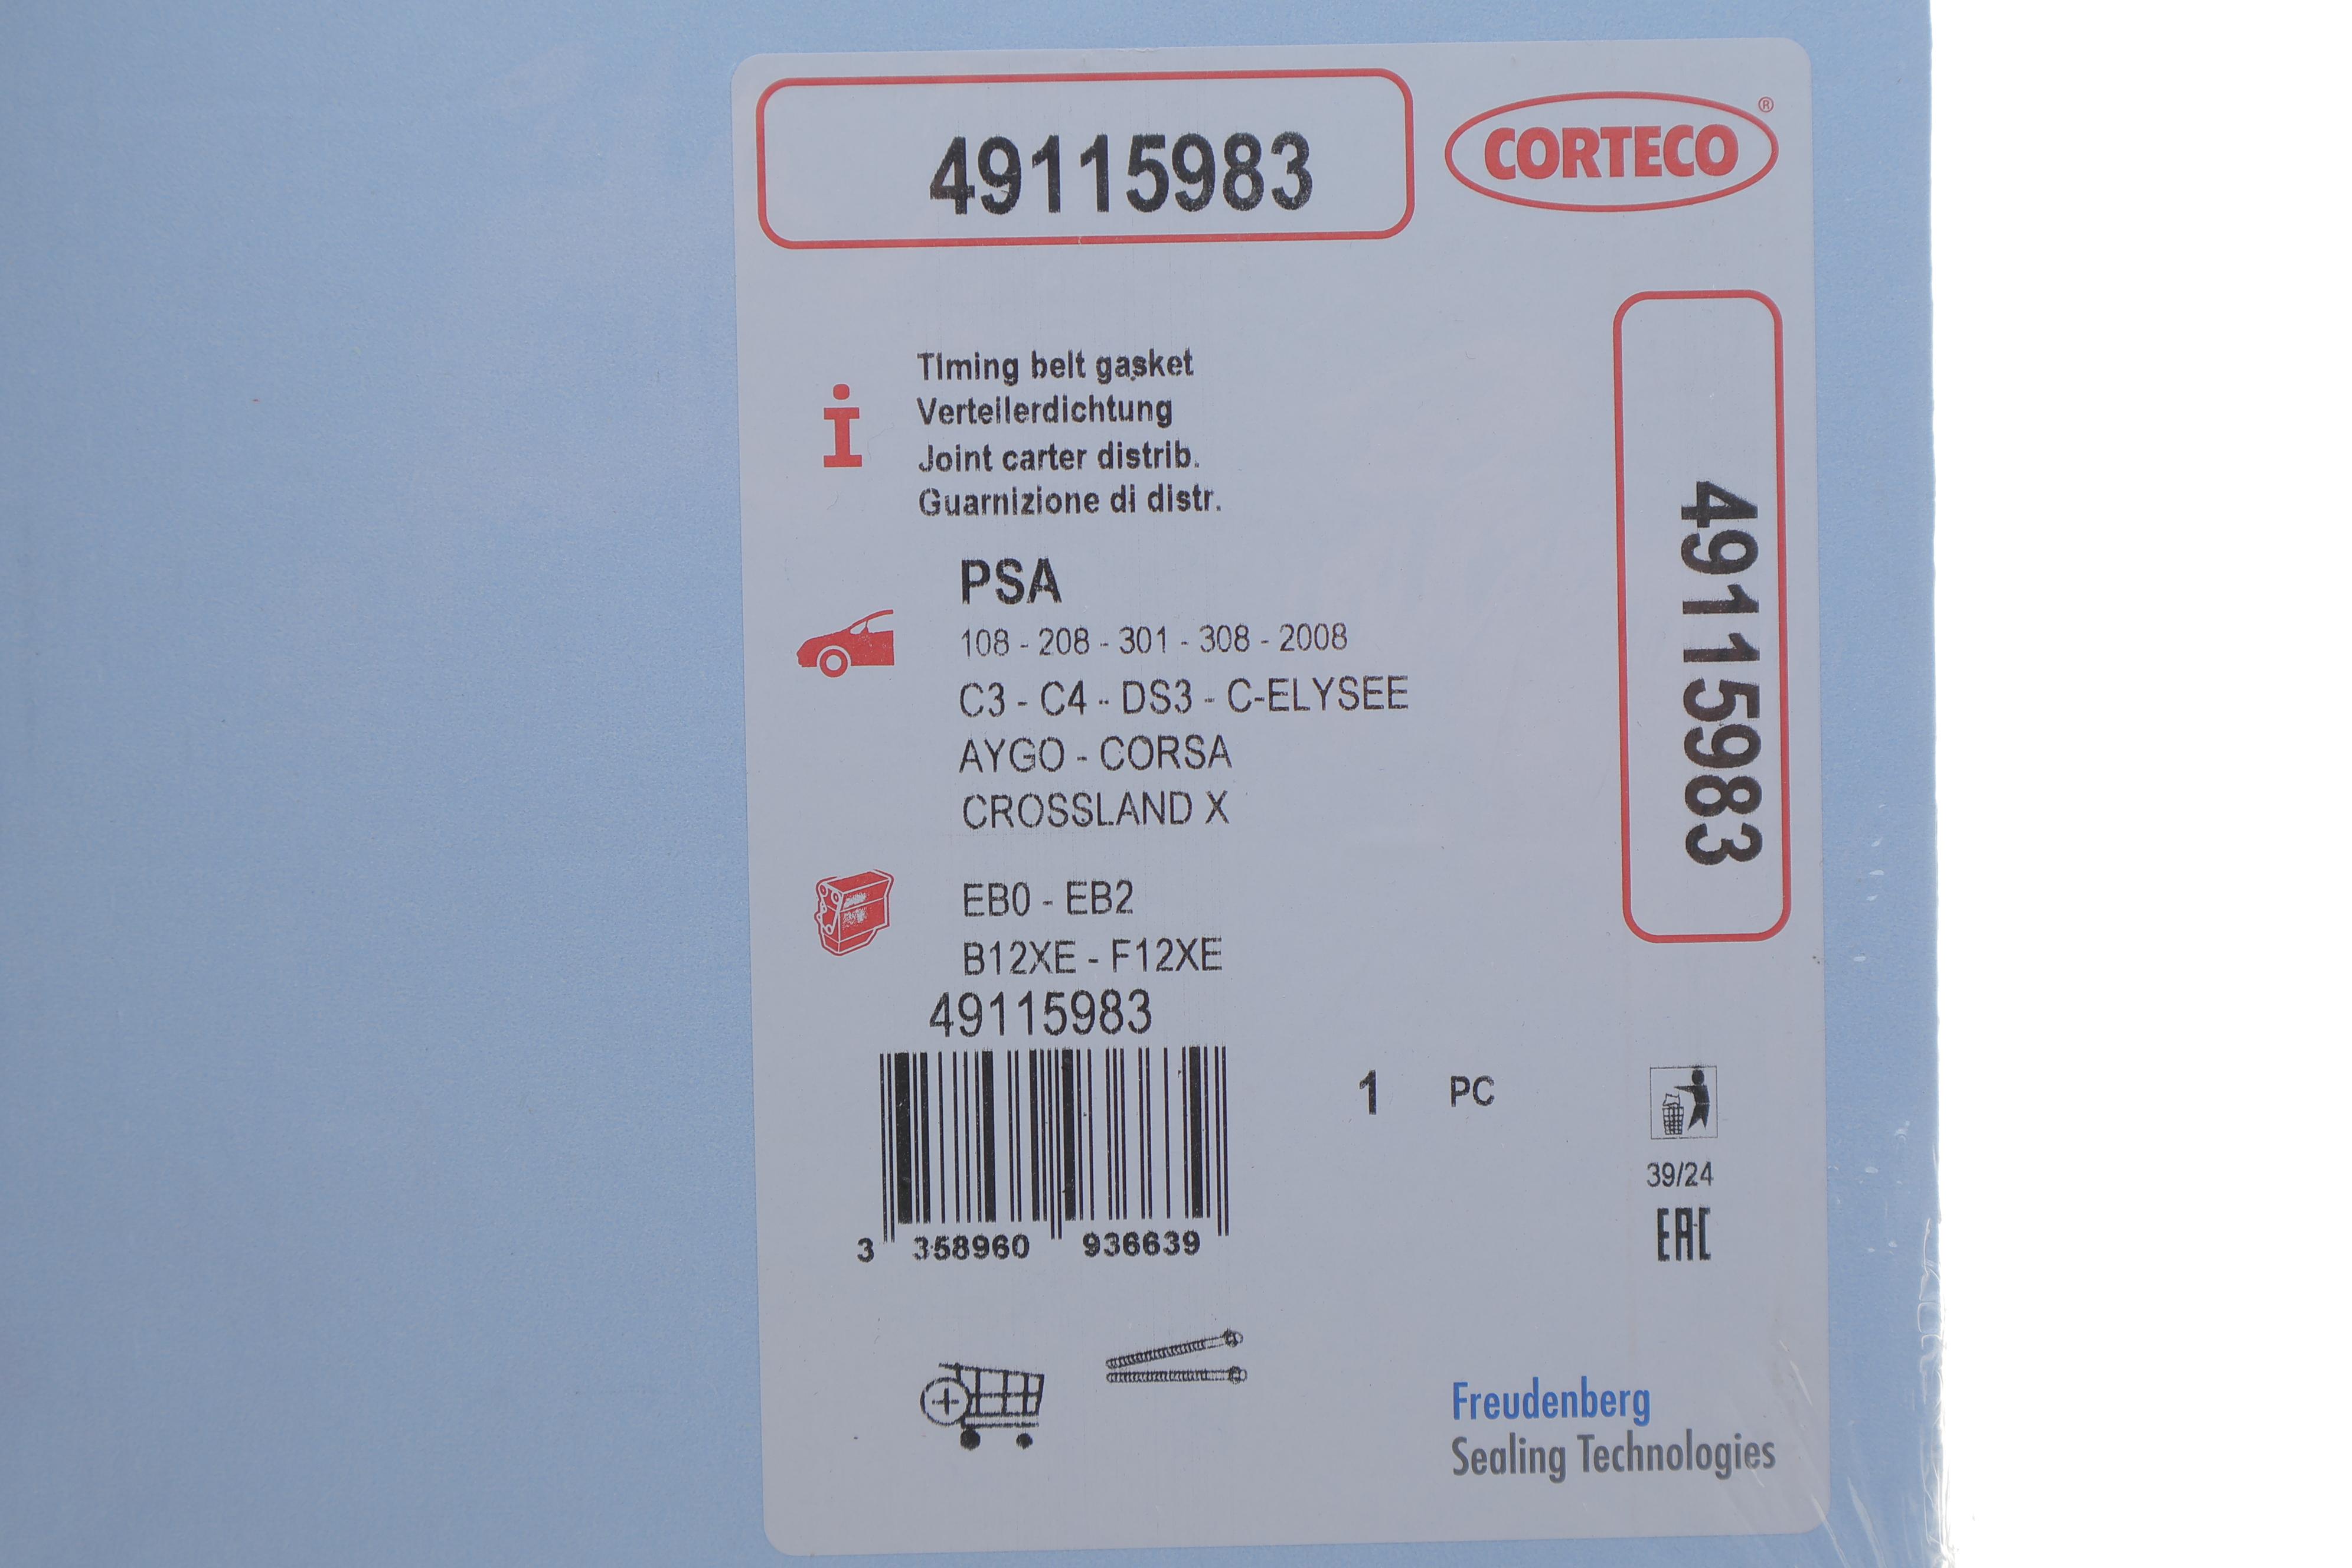 49115983
CORTECO®
Timing belt gasket
Verteilerdichtung
Joint carter distrib.
Guarnizione di distr.
49115983
PSA
108 - 208 - 301 - 308 - 2008
C3 - C4 - DS3 - C-ELYSEE
AYGO - CORSA
CROSSLAND X
EB0 - EB2
B12XE - F12XE
49115983
1 PC
3 358960 936639
39/24
EAC
Freudenberg
Sealing Technologies